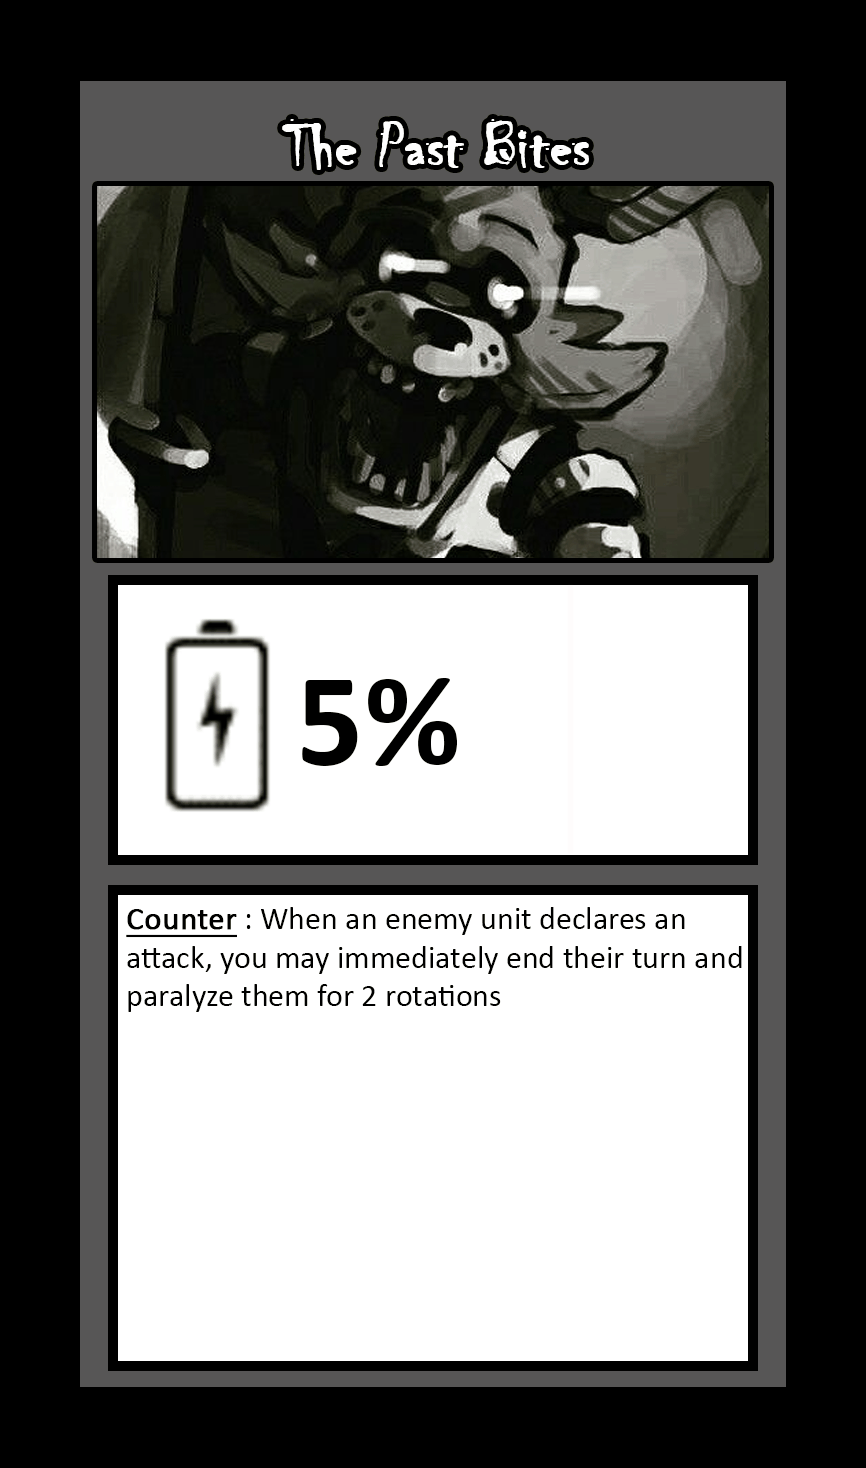 The Past Bites
5%
Counter : When an enemy unit declares an
attack, you may immediately end their turn and
paralyze them for 2 rotations